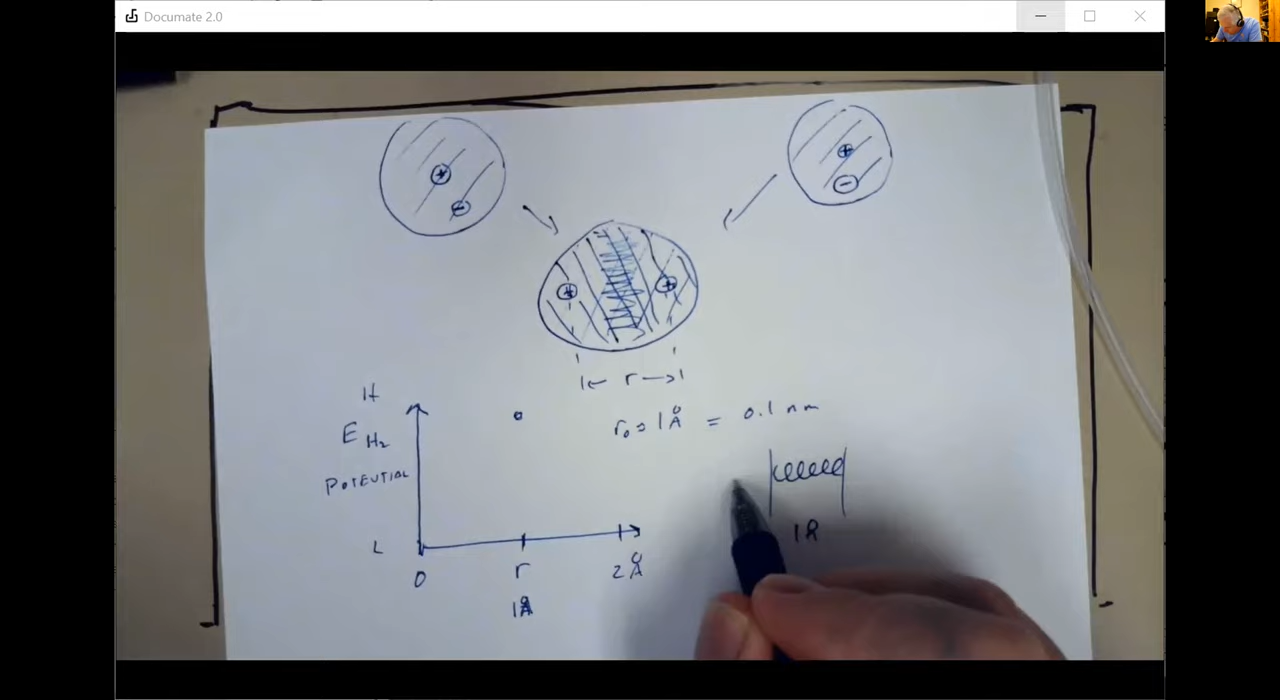 Documate 2.0
+ −
+ −
+ +
|← r →|
H
E H₂
POTENTIAL
L
r₀ ≈ 1Å = 0.1 nm
1Å
0 r 2Å
1Å